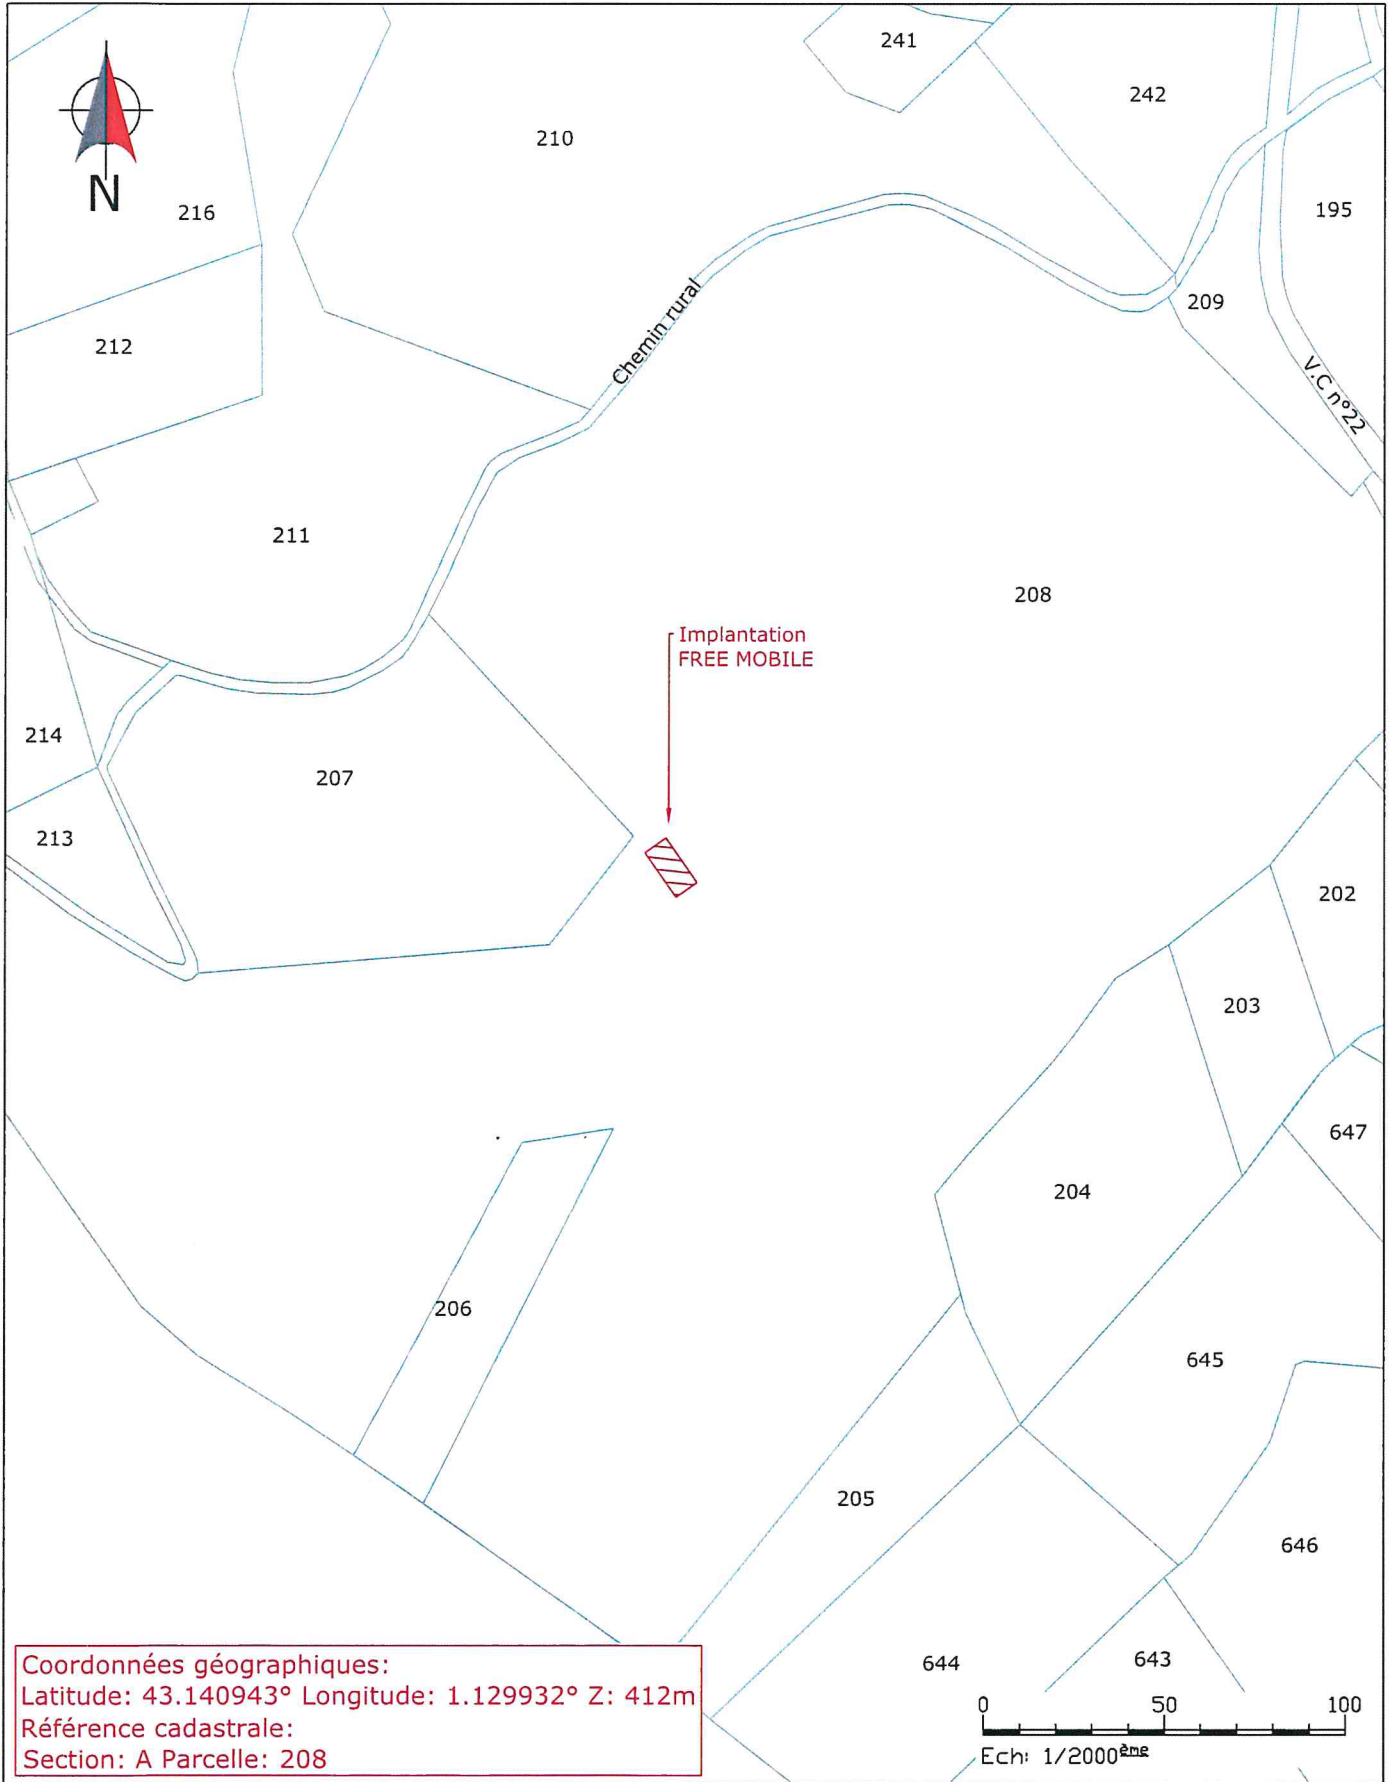 241
242
210
N
216
195
Chemin rural
209
212
V.C n°22
211
208
Implantation
FREE MOBILE
214
207
213
202
203
647
204
206
645
205
646
644
643
Coordonnées géographiques:
Latitude: 43.140943° Longitude: 1.129932° Z: 412m
Référence cadastrale:
Section: A Parcelle: 208
0 50 100
Ech: 1/2000ème